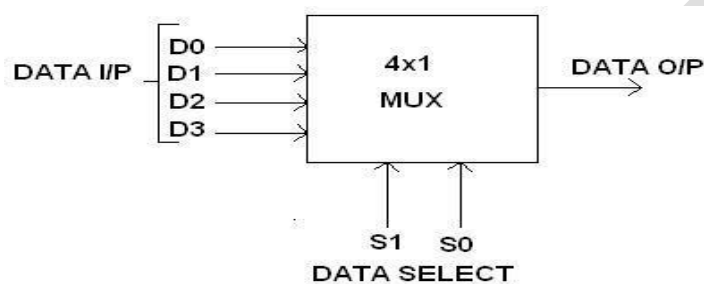 DATA I/P
D0
D1
D2
D3
4x1
MUX
DATA O/P
S1 S0
DATA SELECT